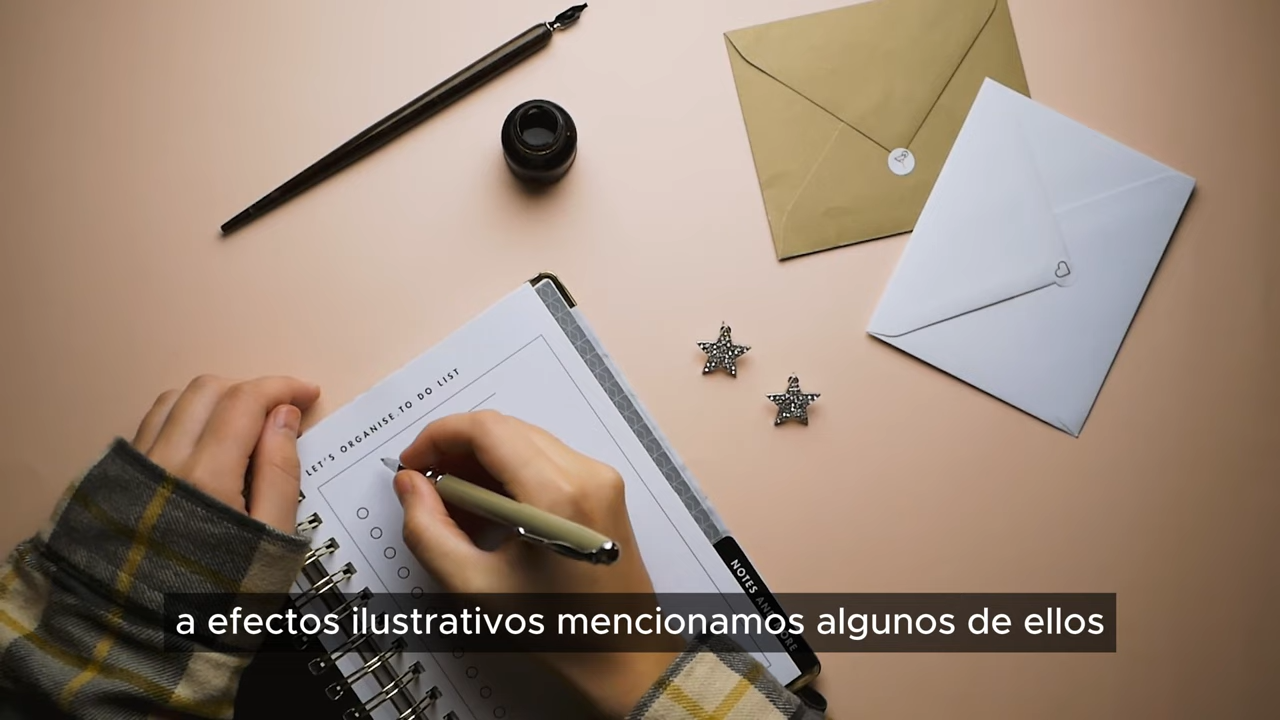 LET'S ORGANISE. TO DO LIST
NOTES AND MORE
a efectos ilustrativos mencionamos algunos de ellos